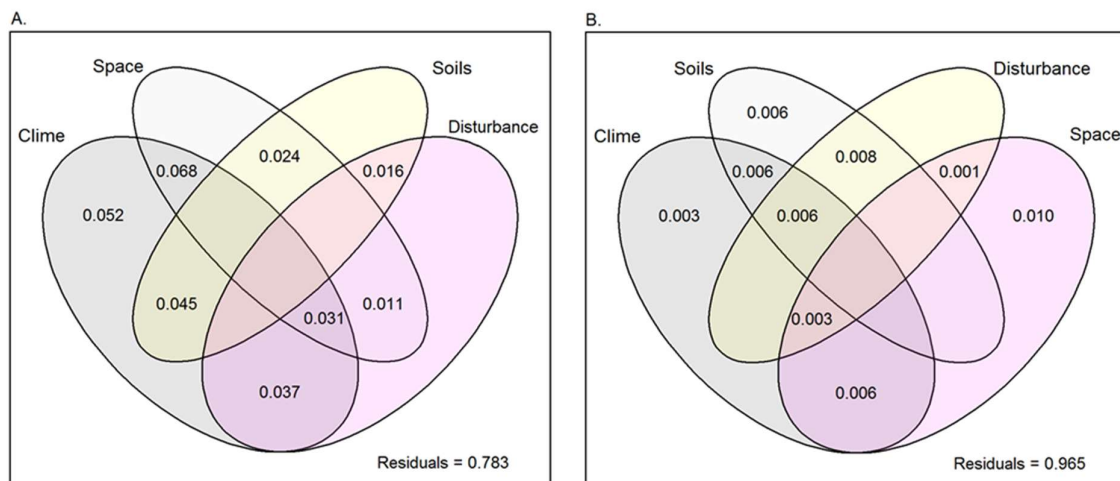 A.
Space
Soils
Clime
Disturbance
0.024
0.068
0.016
0.052
0.045
0.031
0.011
0.037
Residuals = 0.783
B.
Soils
Disturbance
Clime
Space
0.006
0.008
0.006
0.001
0.003
0.006
0.010
0.003
0.006
Residuals = 0.965